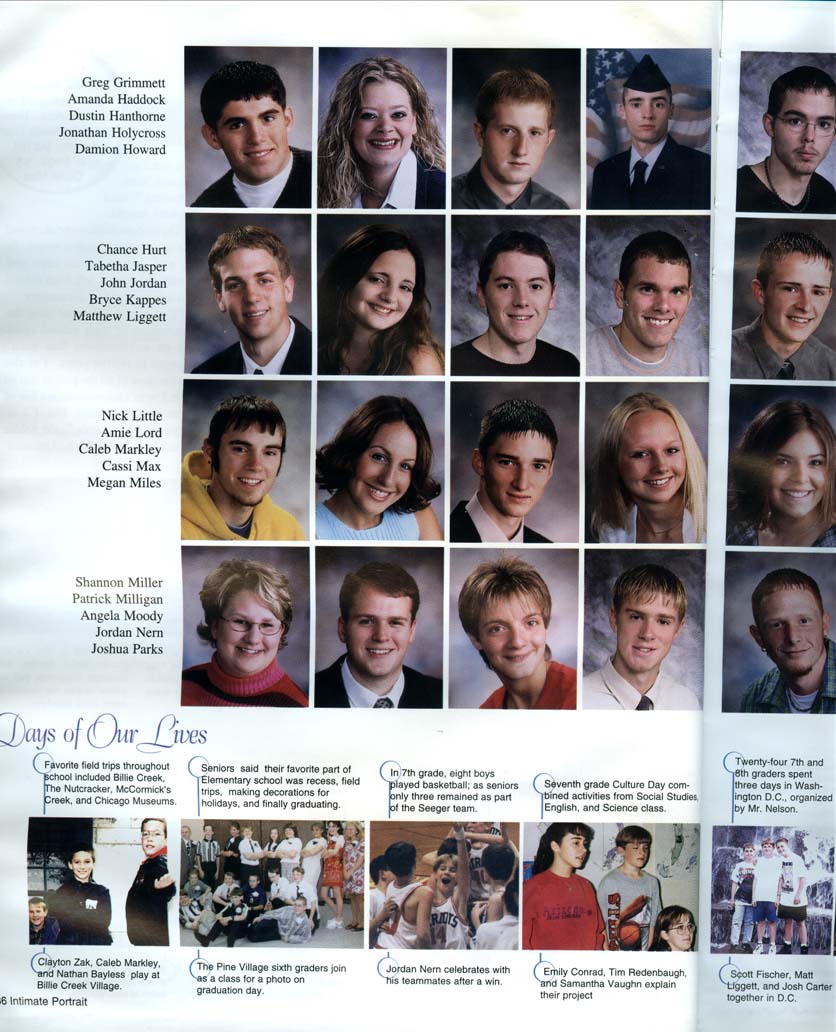 Greg Grimmett
Amanda Haddock
Dustin Hanthorne
Jonathan Holycross
Damion Howard
Chance Hurt
Tabetha Jasper
John Jordan
Bryce Kappes
Matthew Liggett
Nick Little
Amie Lord
Caleb Markley
Cassi Max
Megan Miles
Shannon Miller
Patrick Milligan
Angela Moody
Jordan Nern
Joshua Parks
Days of Our Lives
Favorite field trips throughout
school included Billie Creek,
The Nutcracker, McCormick's
Creek, and Chicago Museums.
Seniors said their favorite part of
Elementary school was recess, field
trips, making decorations for
holidays, and finally graduating.
In 7th grade, eight boys
played basketball; as seniors
only three remained as part
of the Seeger team.
Seventh grade Culture Day com-
bined activities from Social Studies,
English, and Science class.
Twenty-four 7th and
8th graders spent
three days in Wash-
ington D.C., organized
by Mr. Nelson.
Clayton Zak, Caleb Markley,
and Nathan Bayless play at
Billie Creek Village.
The Pine Village sixth graders join
as a class for a photo on
graduation day.
Jordan Nern celebrates with
his teammates after a win.
Emily Conrad, Tim Redenbaugh,
and Samantha Vaughn explain
their project
Scott Fischer, Matt
Liggett, and Josh Carter
together in D.C.
6 Intimate Portrait